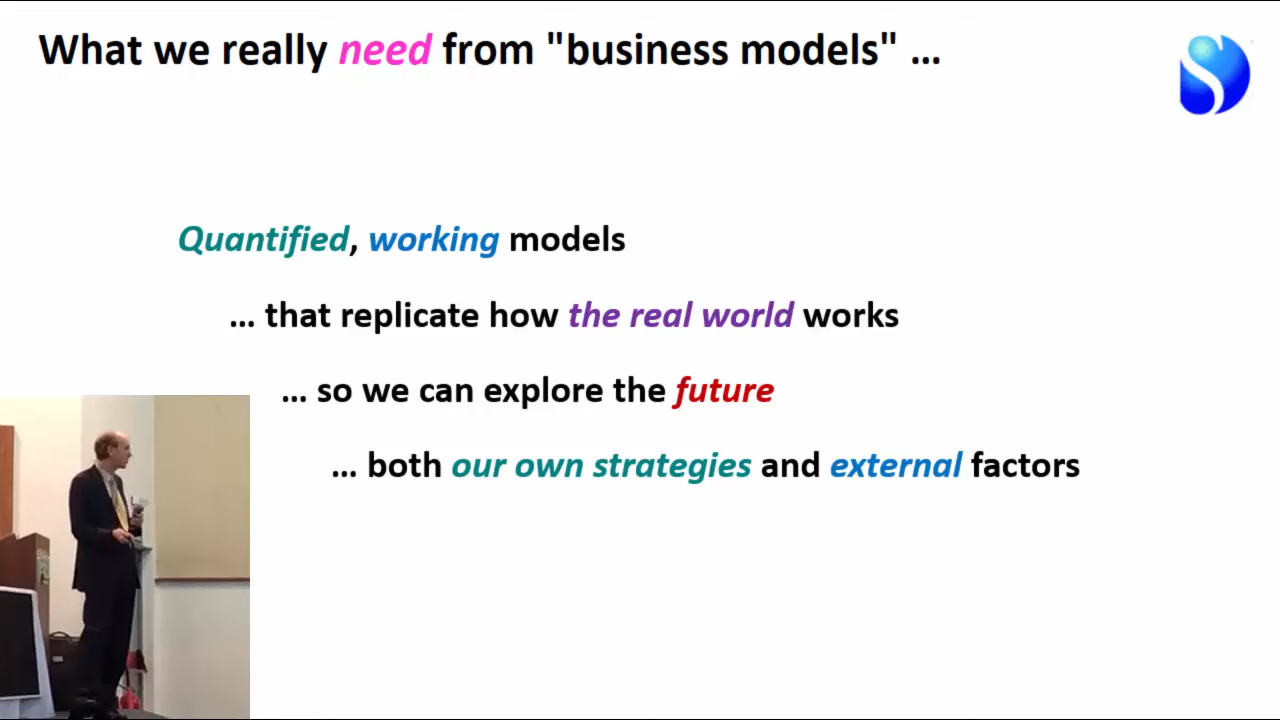 What we really need from "business models" ...
Quantified, working models
... that replicate how the real world works
... so we can explore the future
... both our own strategies and external factors